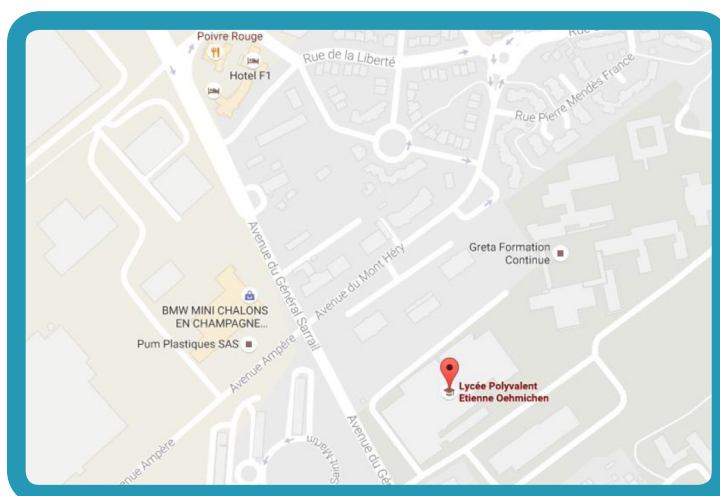 Poivre Rouge
Hotel F1
Rue de la Liberté
Rue Pierre Mendès France
Avenue du Général Sarrail
Avenue du Mont Héry
Greta Formation
Continue
BMW MINI CHALONS
EN CHAMPAGNE...
Pum Plastiques SAS
Avenue Ampère
Lycée Polyvalent
Etienne Oehmichen
Avenue Ampère
Saint-Martin
Avenue du Gé